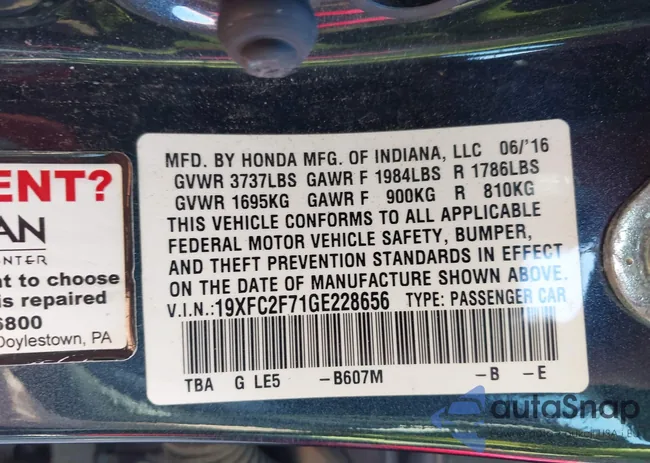 MFD. BY HONDA MFG. OF INDIANA, LLC 06/'16
GVWR 3737LBS GAWR F 1984LBS R 1786LBS
GVWR 1695KG GAWR F 900KG R 810KG
THIS VEHICLE CONFORMS TO ALL APPLICABLE
FEDERAL MOTOR VEHICLE SAFETY, BUMPER,
AND THEFT PREVENTION STANDARDS IN EFFECT
ON THE DATE OF MANUFACTURE SHOWN ABOVE.
V.I.N.:19XFC2F71GE228656 TYPE: PASSENGER CAR
TBA G LE5 -B607M -B -E
ENT?
AN
NTER
nt to choose
is repaired
6800
Doylestown, PA
autoSnap